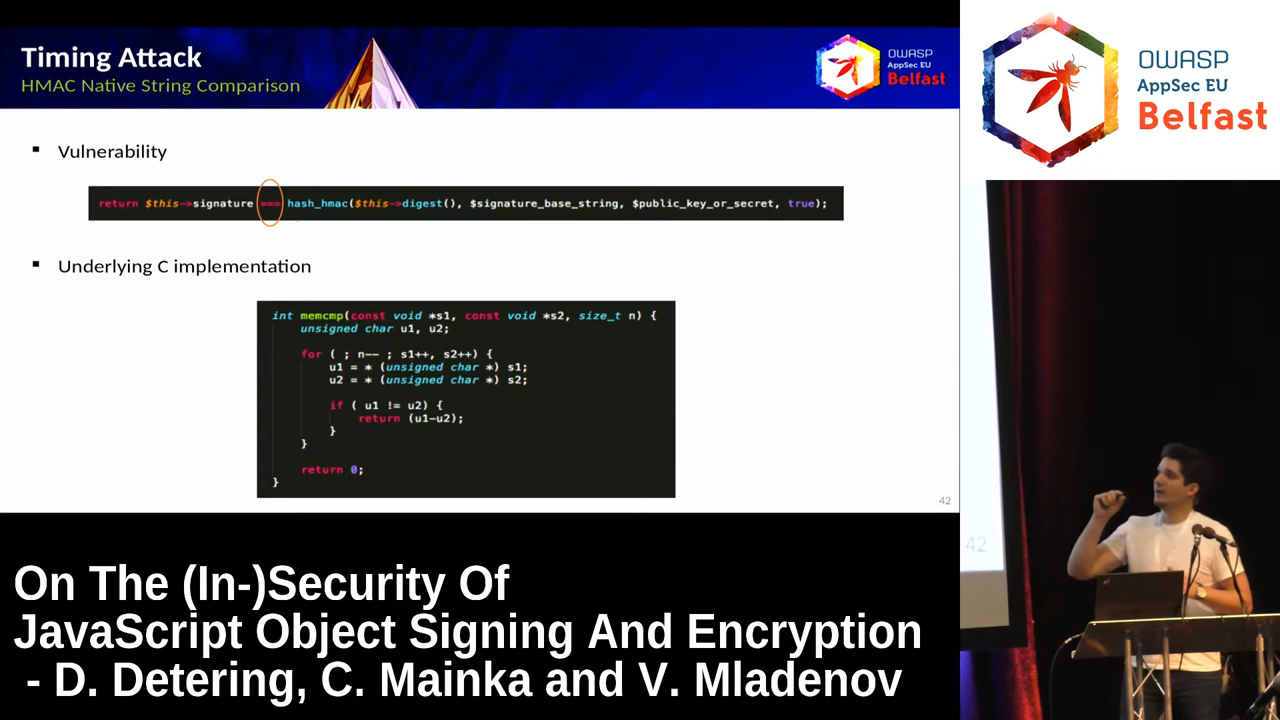 Timing Attack
HMAC Native String Comparison
OWASP
AppSec EU
Belfast
Vulnerability
return $this->signature === hash_hmac($this->digest(), $signature_base_string, $public_key_or_secret, true);
Underlying C implementation
int memcmp(const void *s1, const void *s2, size_t n) {
unsigned char u1, u2;
for ( ; n-- ; s1++, s2++) {
u1 = * (unsigned char *) s1;
u2 = * (unsigned char *) s2;
if ( u1 != u2) {
return (u1-u2);
}
}
return 0;
}
42
OWASP
AppSec EU
Belfast
42
On The (In-)Security Of
JavaScript Object Signing And Encryption
- D. Detering, C. Mainka and V. Mladenov